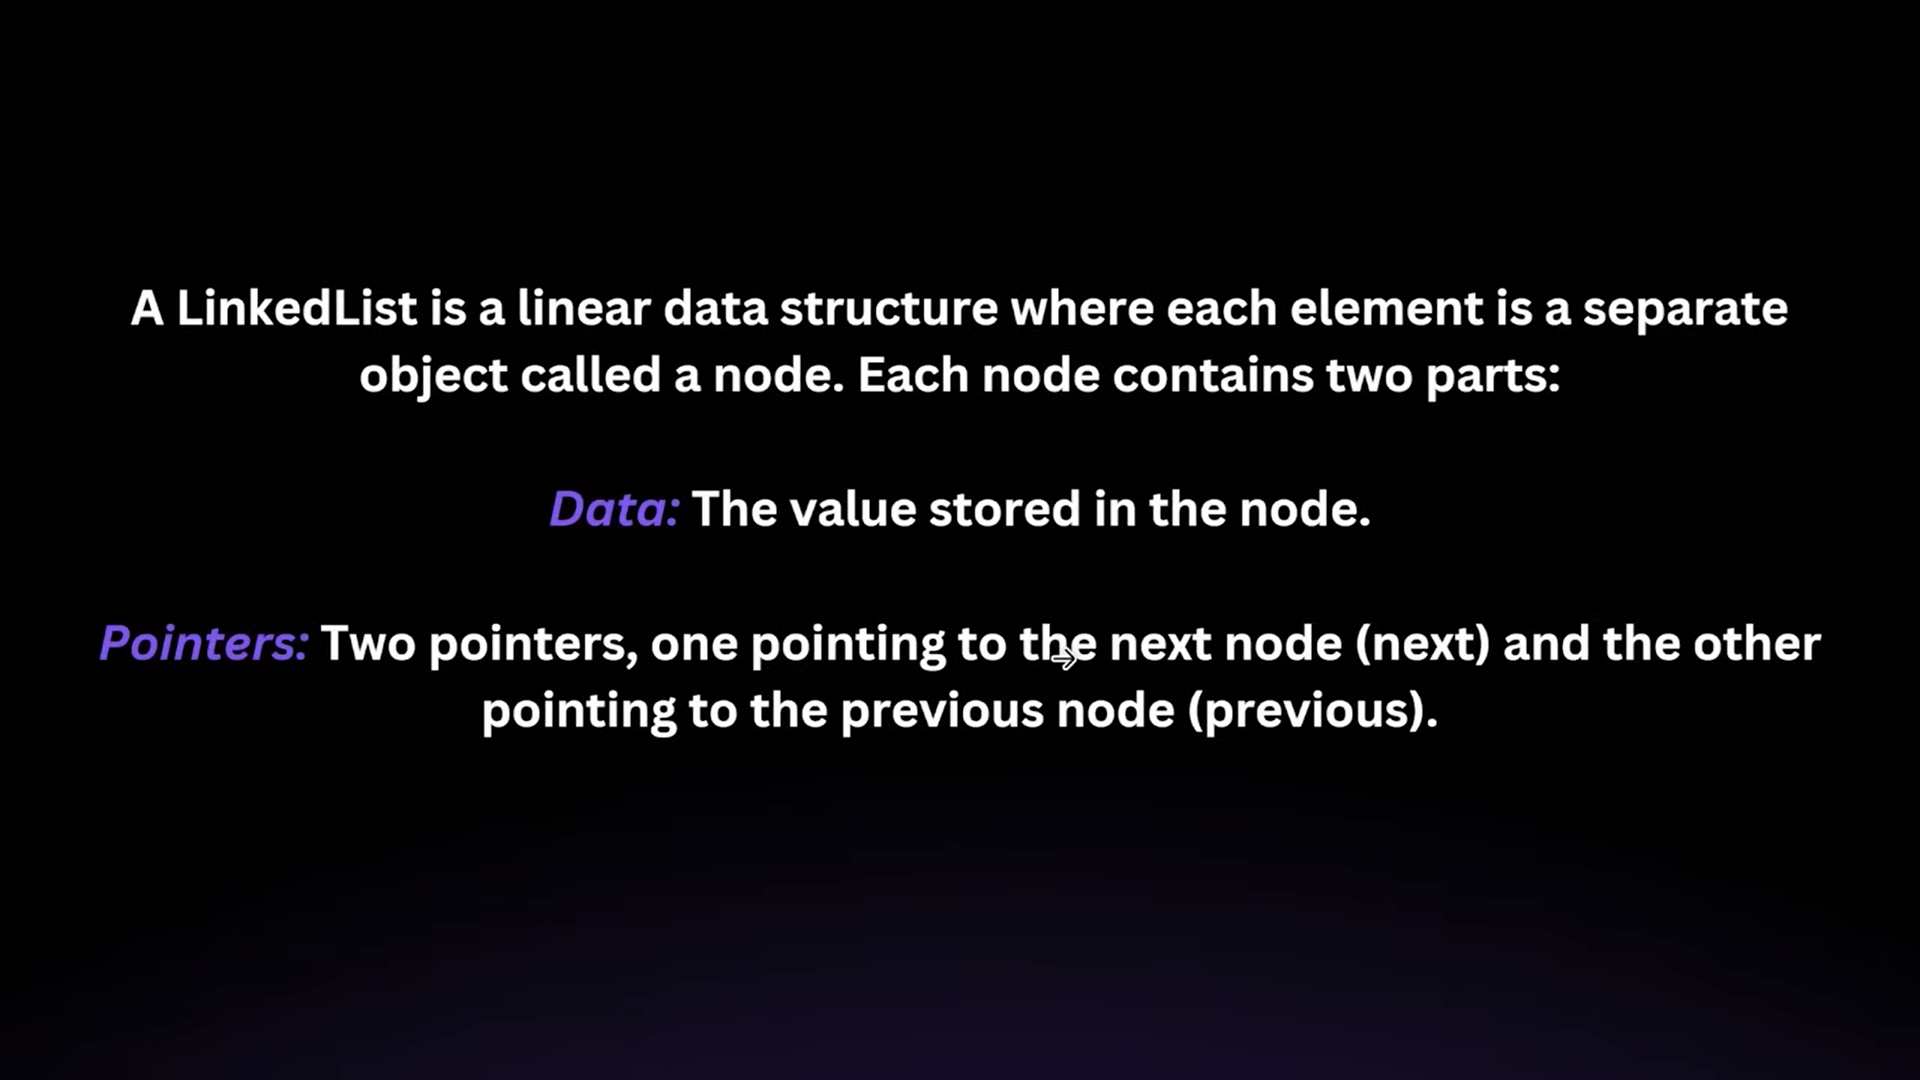 A LinkedList is a linear data structure where each element is a separate
object called a node. Each node contains two parts:
Data: The value stored in the node.
Pointers: Two pointers, one pointing to the next node (next) and the other
pointing to the previous node (previous).